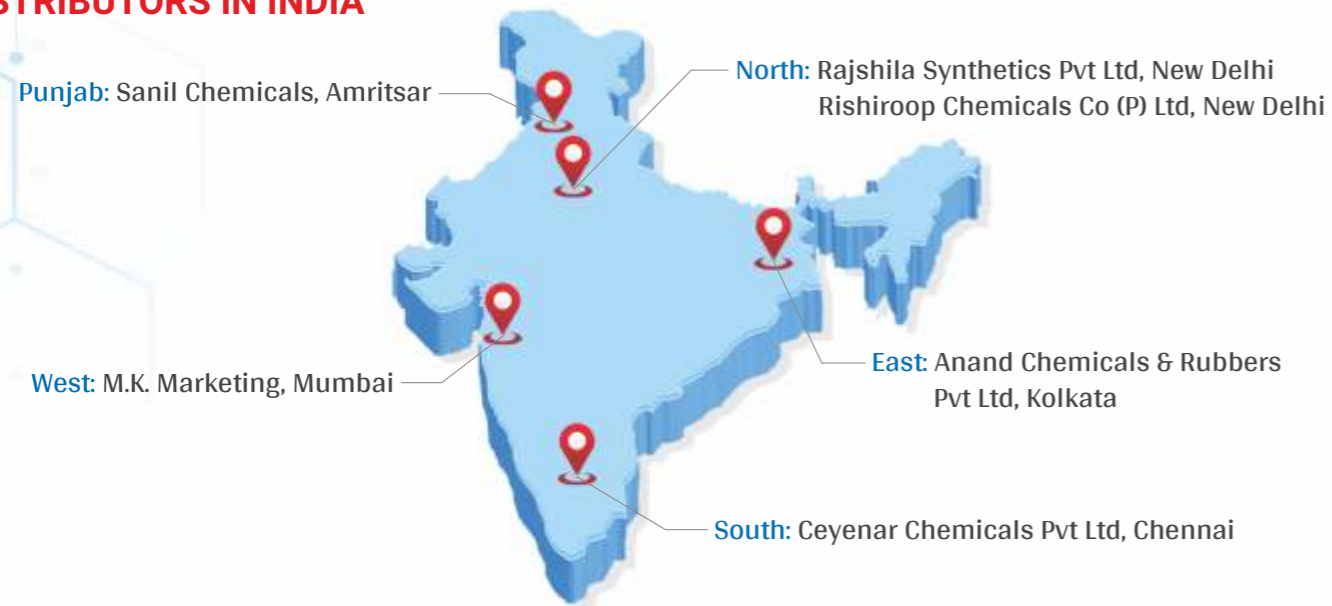 STRIBUTORS IN INDIA
Punjab: Sanil Chemicals, Amritsar
North: Rajshila Synthetics Pvt Ltd, New Delhi
Rishiroop Chemicals Co (P) Ltd, New Delhi
West: M.K. Marketing, Mumbai
East: Anand Chemicals & Rubbers
Pvt Ltd, Kolkata
South: Ceyenar Chemicals Pvt Ltd, Chennai